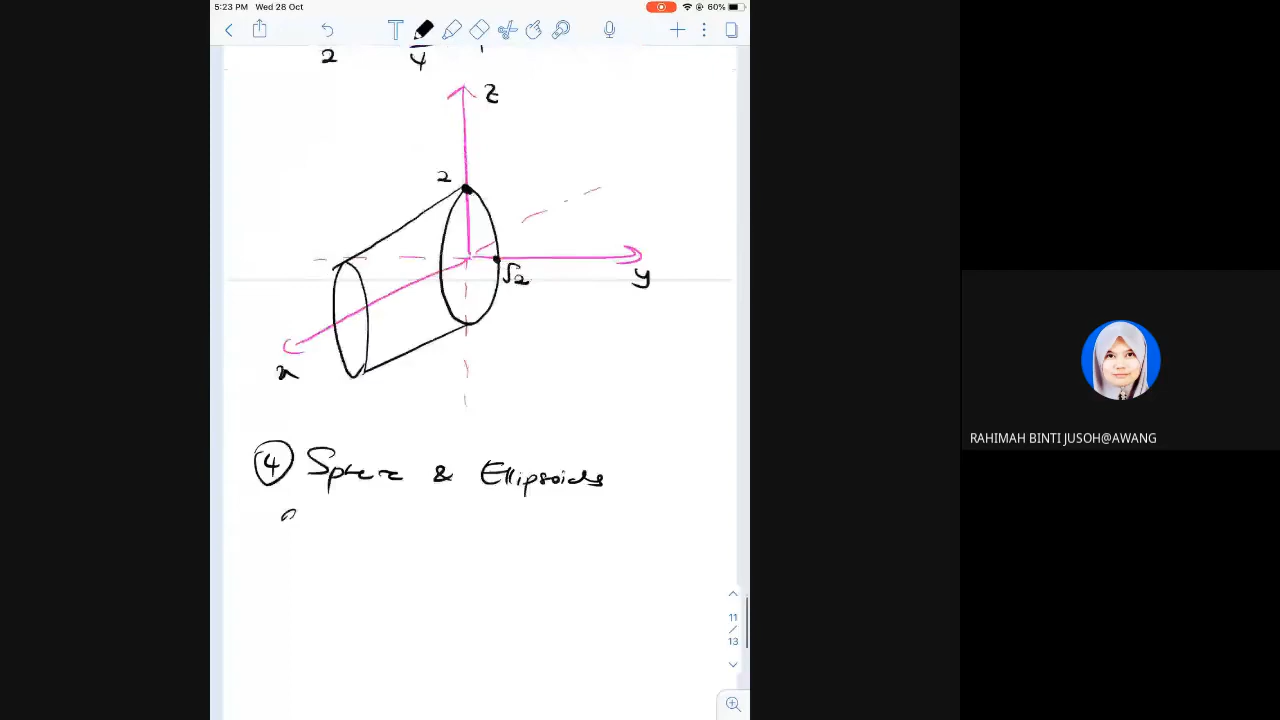 5:23 PM Wed 28 Oct
60%
T
2
4
z
2
√2
y
x
④ Sphere & Ellipsoids
11
/
13
RAHIMAH BINTI JUSOH@AWANG